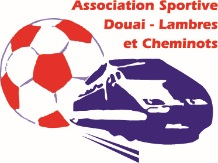 Association Sportive
Douai - Lambres
et Cheminots